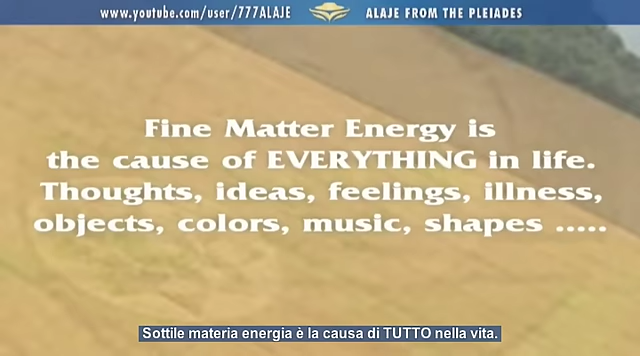 www.youtube.com/user/777ALAJE
ALAJE FROM THE PLEIADES
Fine Matter Energy is
the cause of EVERYTHING in life.
Thoughts, ideas, feelings, illness,
objects, colors, music, shapes .....
Sottile materia energia è la causa di TUTTO nella vita.